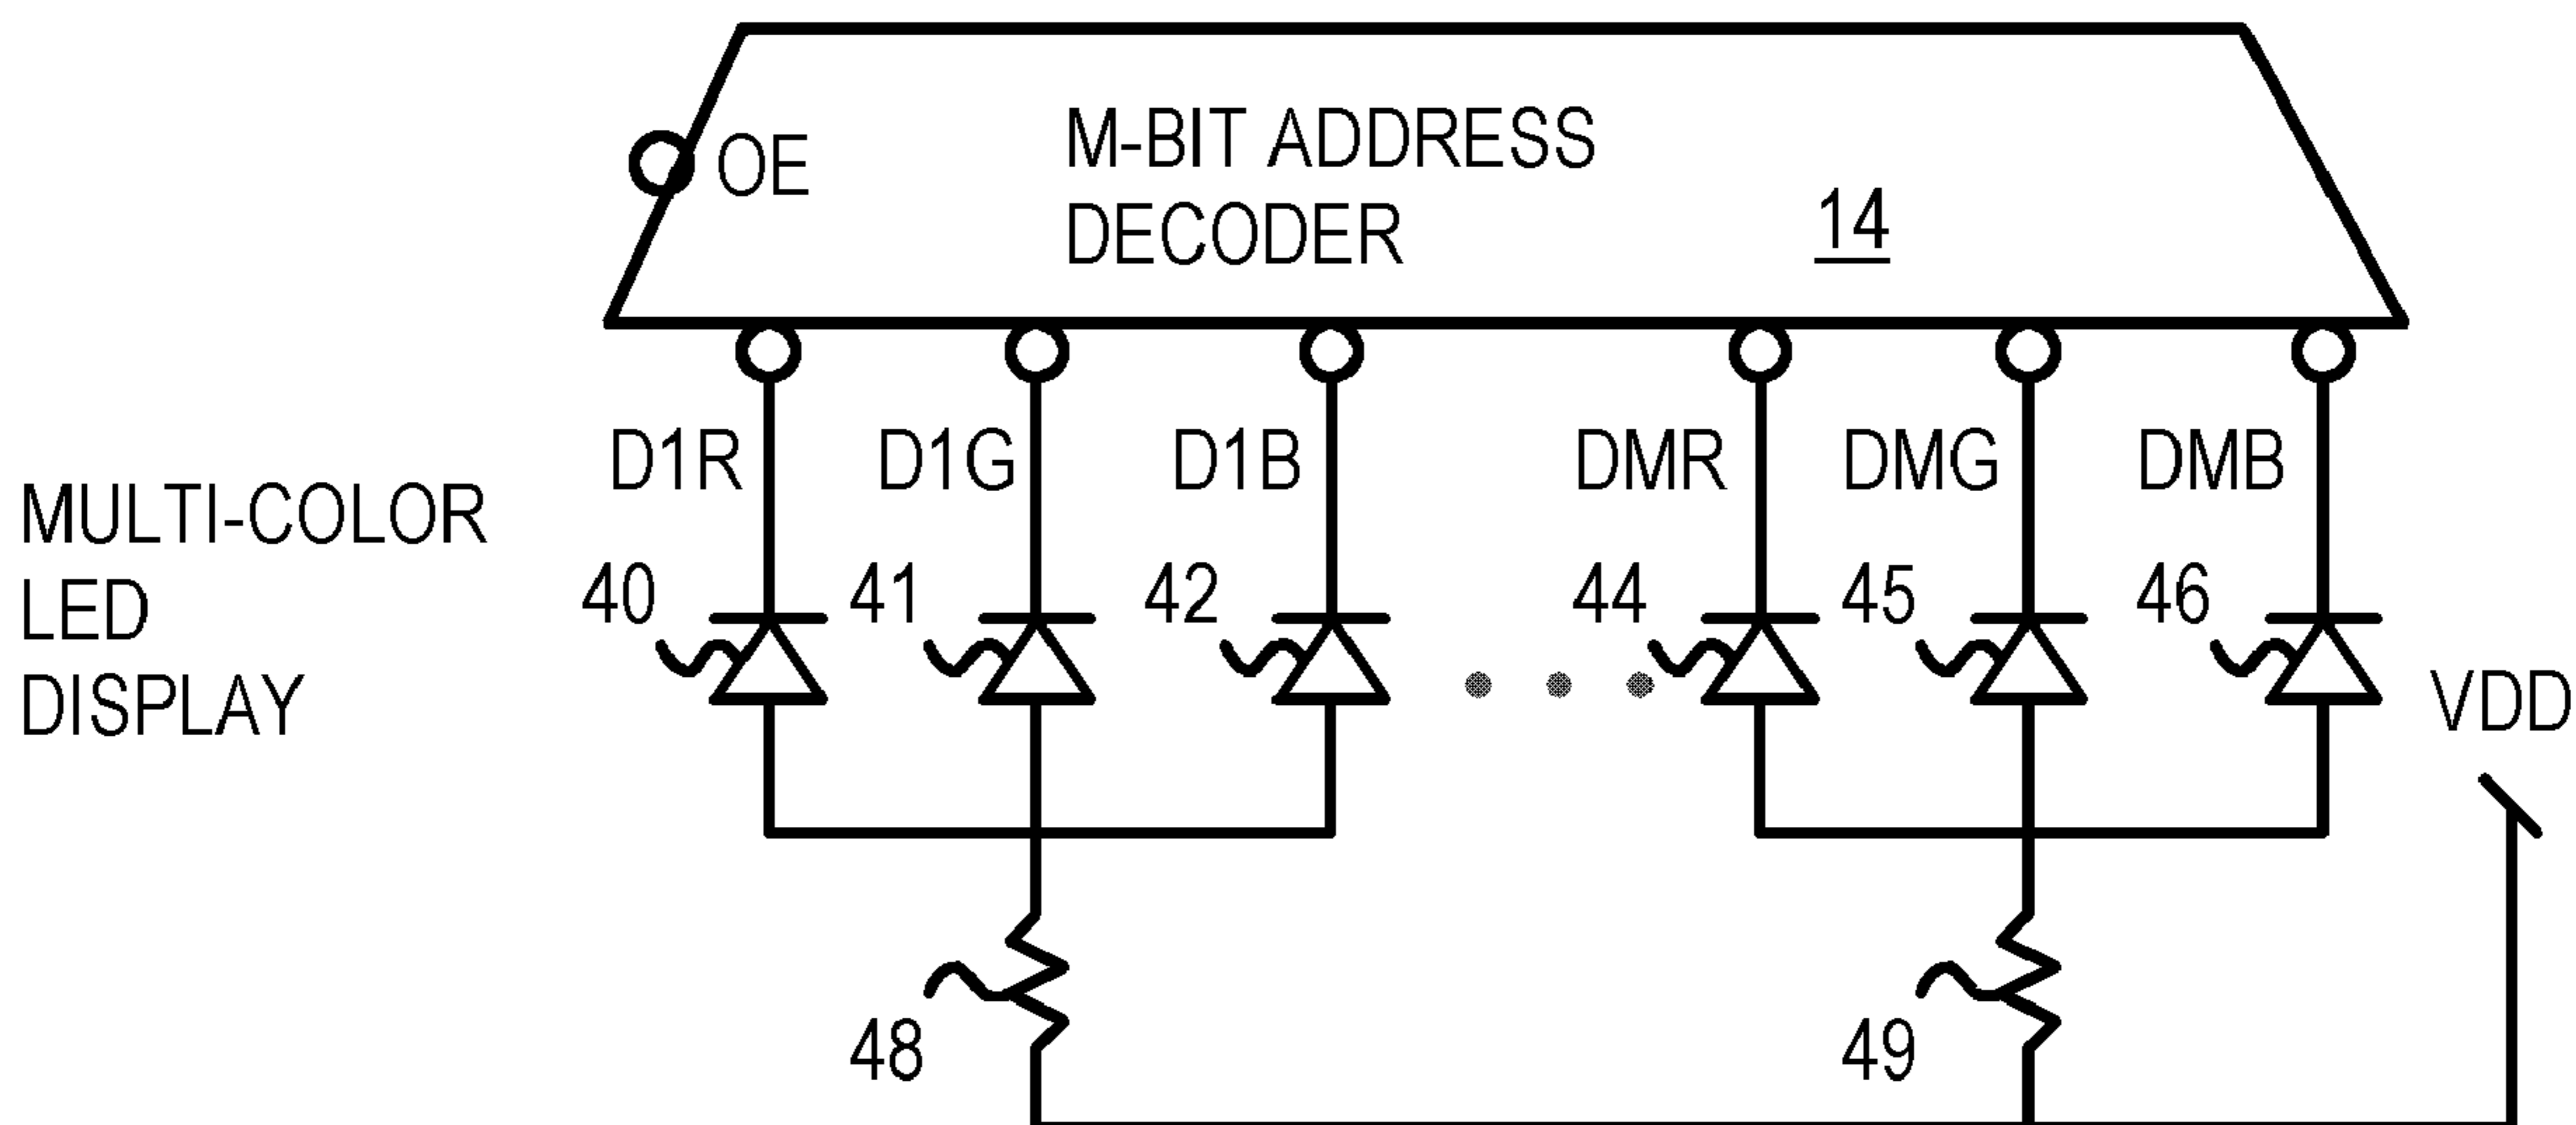 OE
M-BIT ADDRESS
DECODER
14
D1R D1G D1B DMR DMG DMB
MULTI-COLOR
LED
DISPLAY
40 41 42 44 45 46
VDD
48 49